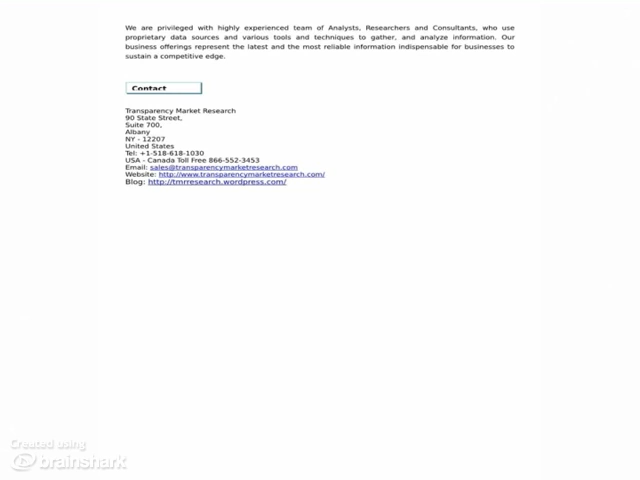 We are privileged with highly experienced team of Analysts, Researchers and Consultants, who use
proprietary data sources and various tools and techniques to gather, and analyze information. Our
business offerings represent the latest and the most reliable information indispensable for businesses to
sustain a competitive edge.
Contact
Transparency Market Research
90 State Street,
Suite 700,
Albany
NY - 12207
United States
Tel: +1-518-618-1030
USA - Canada Toll Free 866-552-3453
Email: sales@transparencymarketresearch.com
Website: http://www.transparencymarketresearch.com/
Blog: http://tmrresearch.wordpress.com/
Created using
brainshark